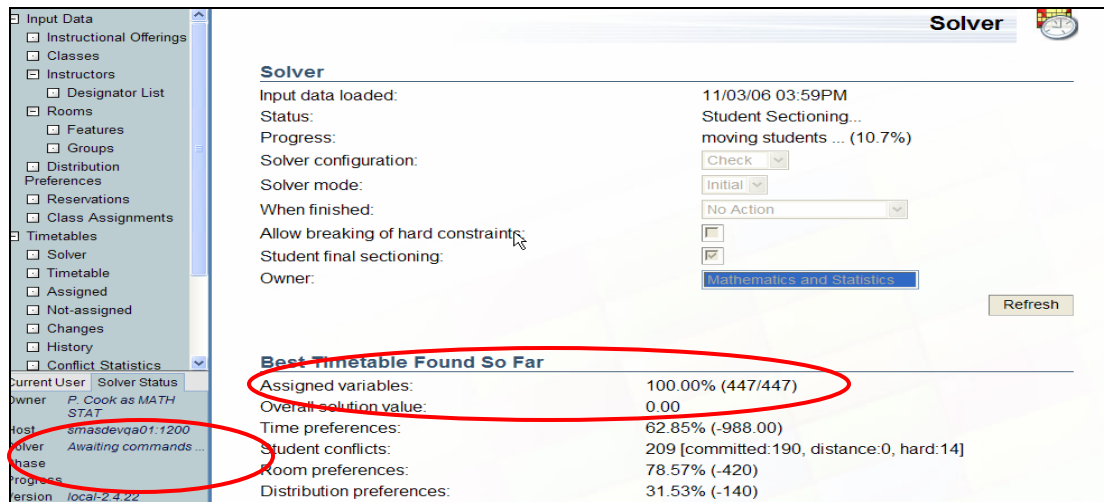 Input Data
Instructional Offerings
Classes
Instructors
Designator List
Rooms
Features
Groups
Distribution
Preferences
Reservations
Class Assignments
Timetables
Solver
Timetable
Assigned
Not-assigned
Changes
History
Conflict Statistics
Current User Solver Status
Owner P. Cook as MATH
STAT
Host smasdevqa01:1200
Solver Awaiting commands ...
Phase
Progress
Version local-2.4.22
Solver
Solver
Input data loaded: 11/03/06 03:59PM
Status: Student Sectioning...
Progress: moving students ... (10.7%)
Solver configuration: Check
Solver mode: Initial
When finished: No Action
Allow breaking of hard constraints:
Student final sectioning:
Owner: Mathematics and Statistics
Refresh
Best Timetable Found So Far
Assigned variables: 100.00% (447/447)
Overall solution value: 0.00
Time preferences: 62.85% (-988.00)
Student conflicts: 209 [committed:190, distance:0, hard:14]
Room preferences: 78.57% (-420)
Distribution preferences: 31.53% (-140)